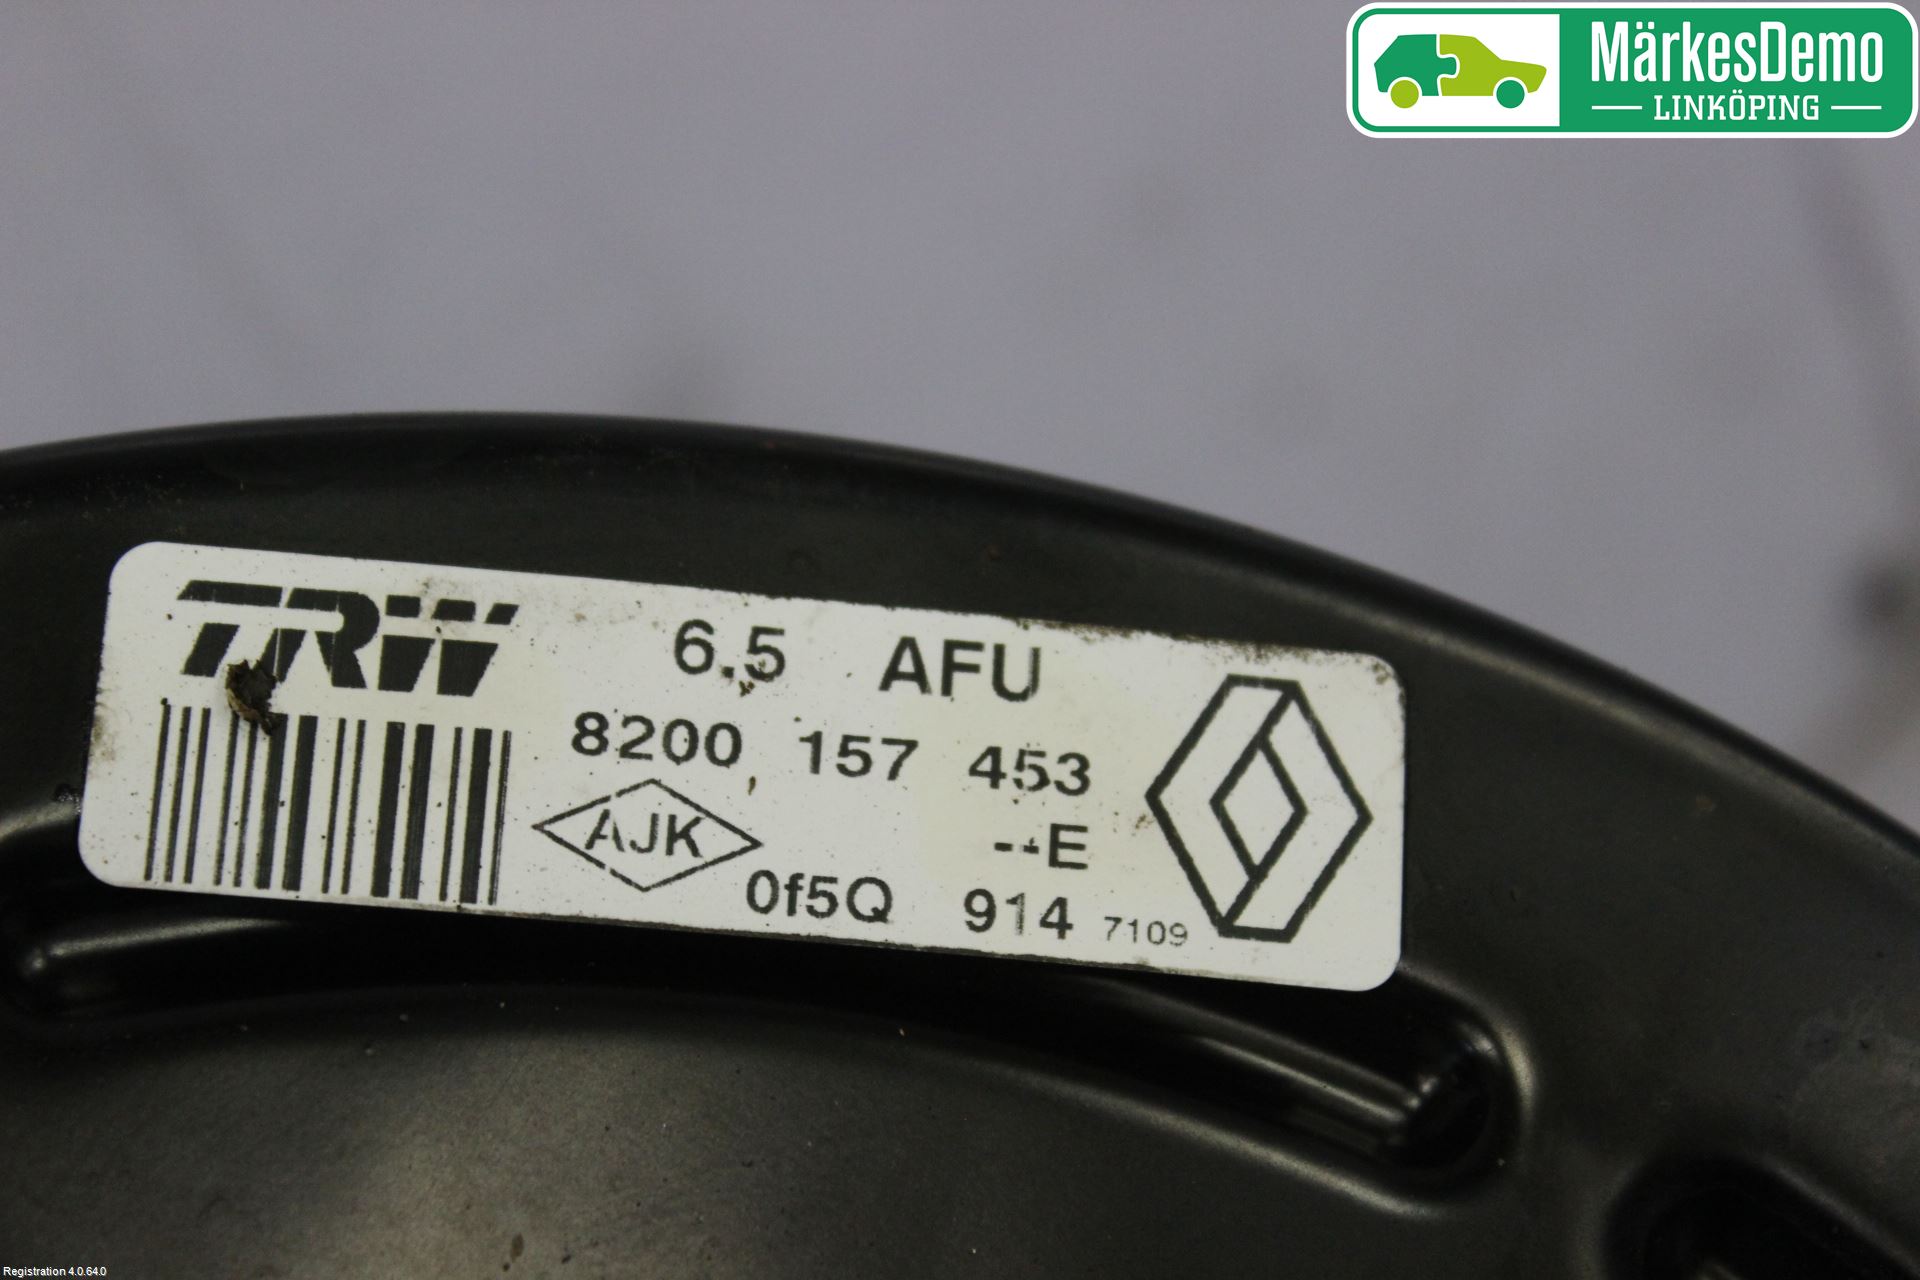 MärkesDemo
LINKÖPING
TRW
6.5 AFU
8200 157 453
AJK
--E
0f5Q 914 7109
Registration 4.0.64.0